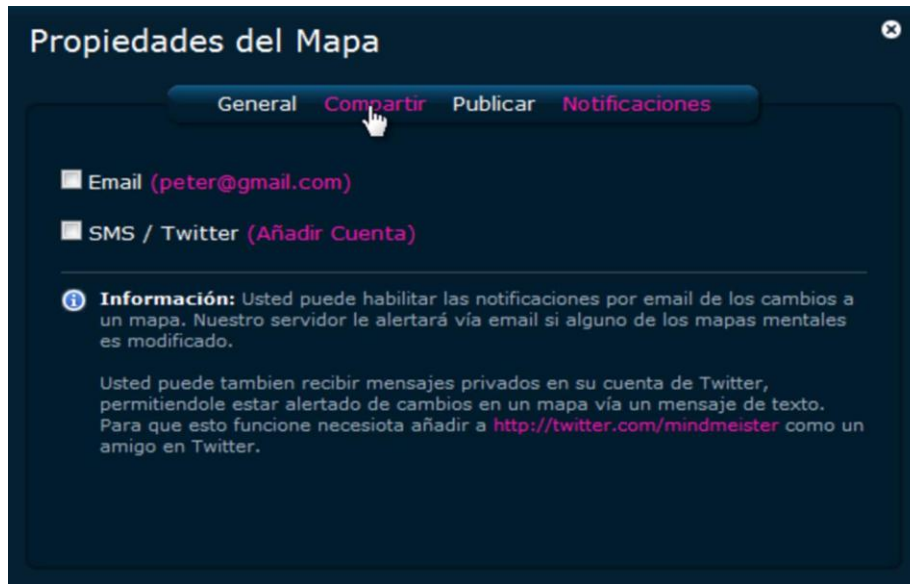 Propiedades del Mapa
General Compartir Publicar Notificaciones
Email (peter@gmail.com)
SMS / Twitter (Añadir Cuenta)
Información: Usted puede habilitar las notificaciones por email de los cambios a
un mapa. Nuestro servidor le alertará vía email si alguno de los mapas mentales
es modificado.
Usted puede tambien recibir mensajes privados en su cuenta de Twitter,
permitiendole estar alertado de cambios en un mapa vía un mensaje de texto.
Para que esto funcione necesiota añadir a http://twitter.com/mindmeister como un
amigo en Twitter.